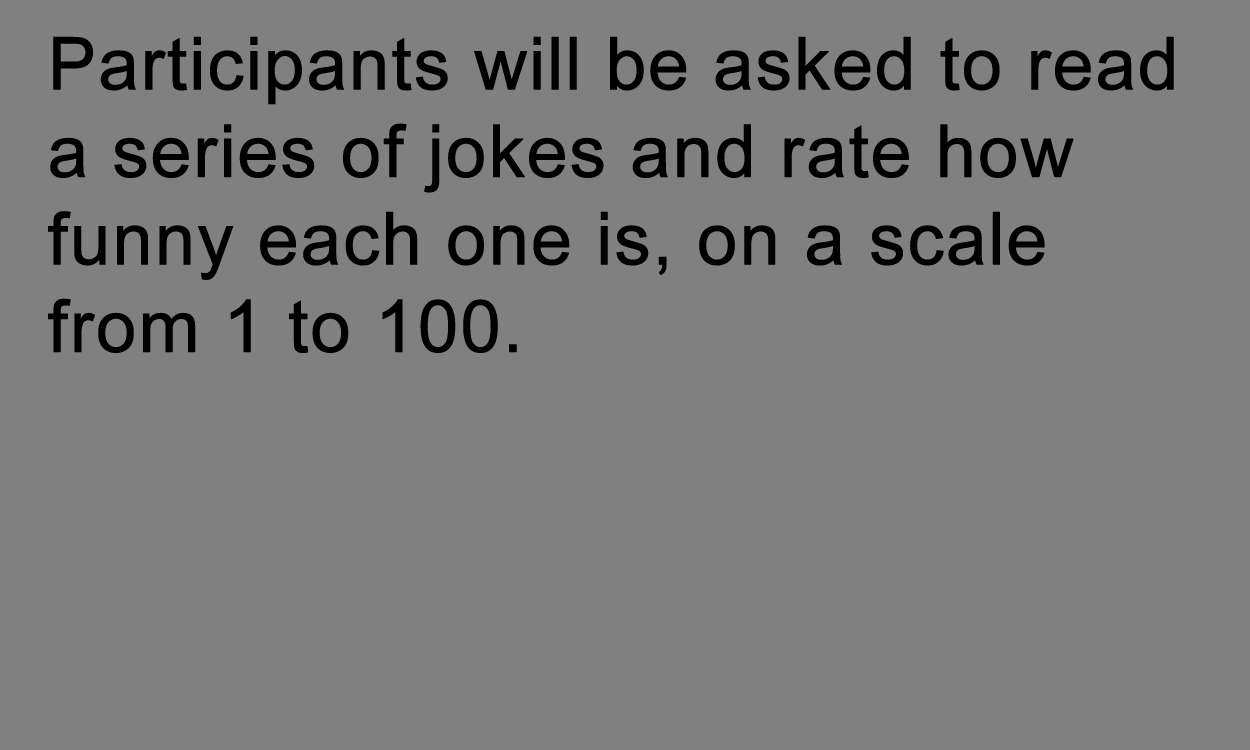 Participants will be asked to read
a series of jokes and rate how
funny each one is, on a scale
from 1 to 100.